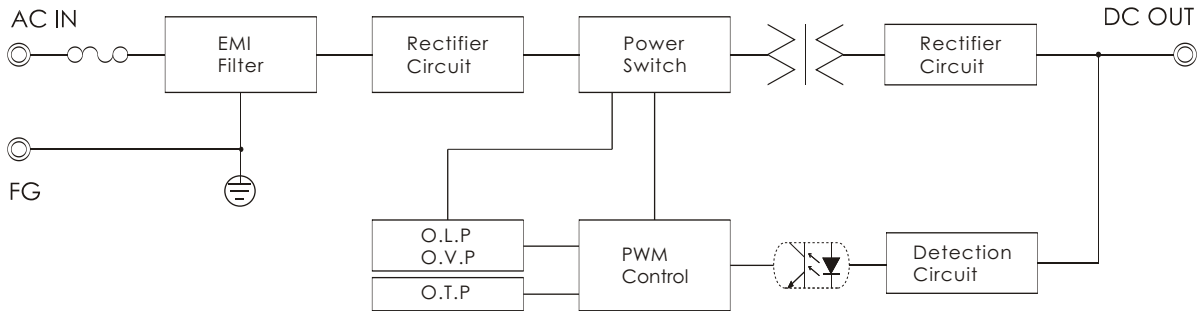 AC IN
DC OUT
EMI
Filter
Rectifier
Circuit
Power
Switch
Rectifier
Circuit
FG
O.L.P
O.V.P
O.T.P
PWM
Control
Detection
Circuit